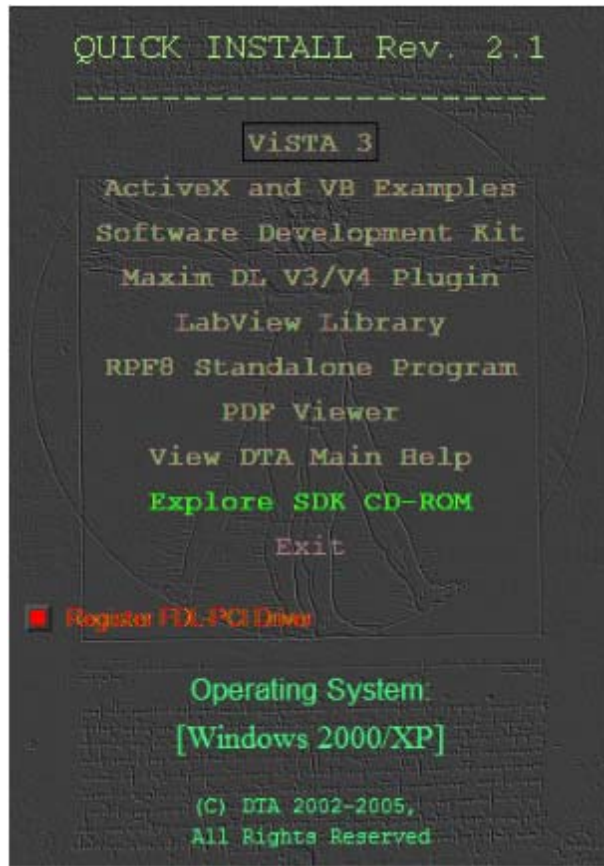 QUICK INSTALL Rev. 2.1
-----------------------
ViSTA 3
ActiveX and VB Examples
Software Development Kit
Maxim DL V3/V4 Plugin
LabView Library
RPF8 Standalone Program
PDF Viewer
View DTA Main Help
Explore SDK CD-ROM
Exit
Register Driver
Operating System:
[Windows 2000/XP]
(C) DTA 2002-2005,
All Rights Reserved